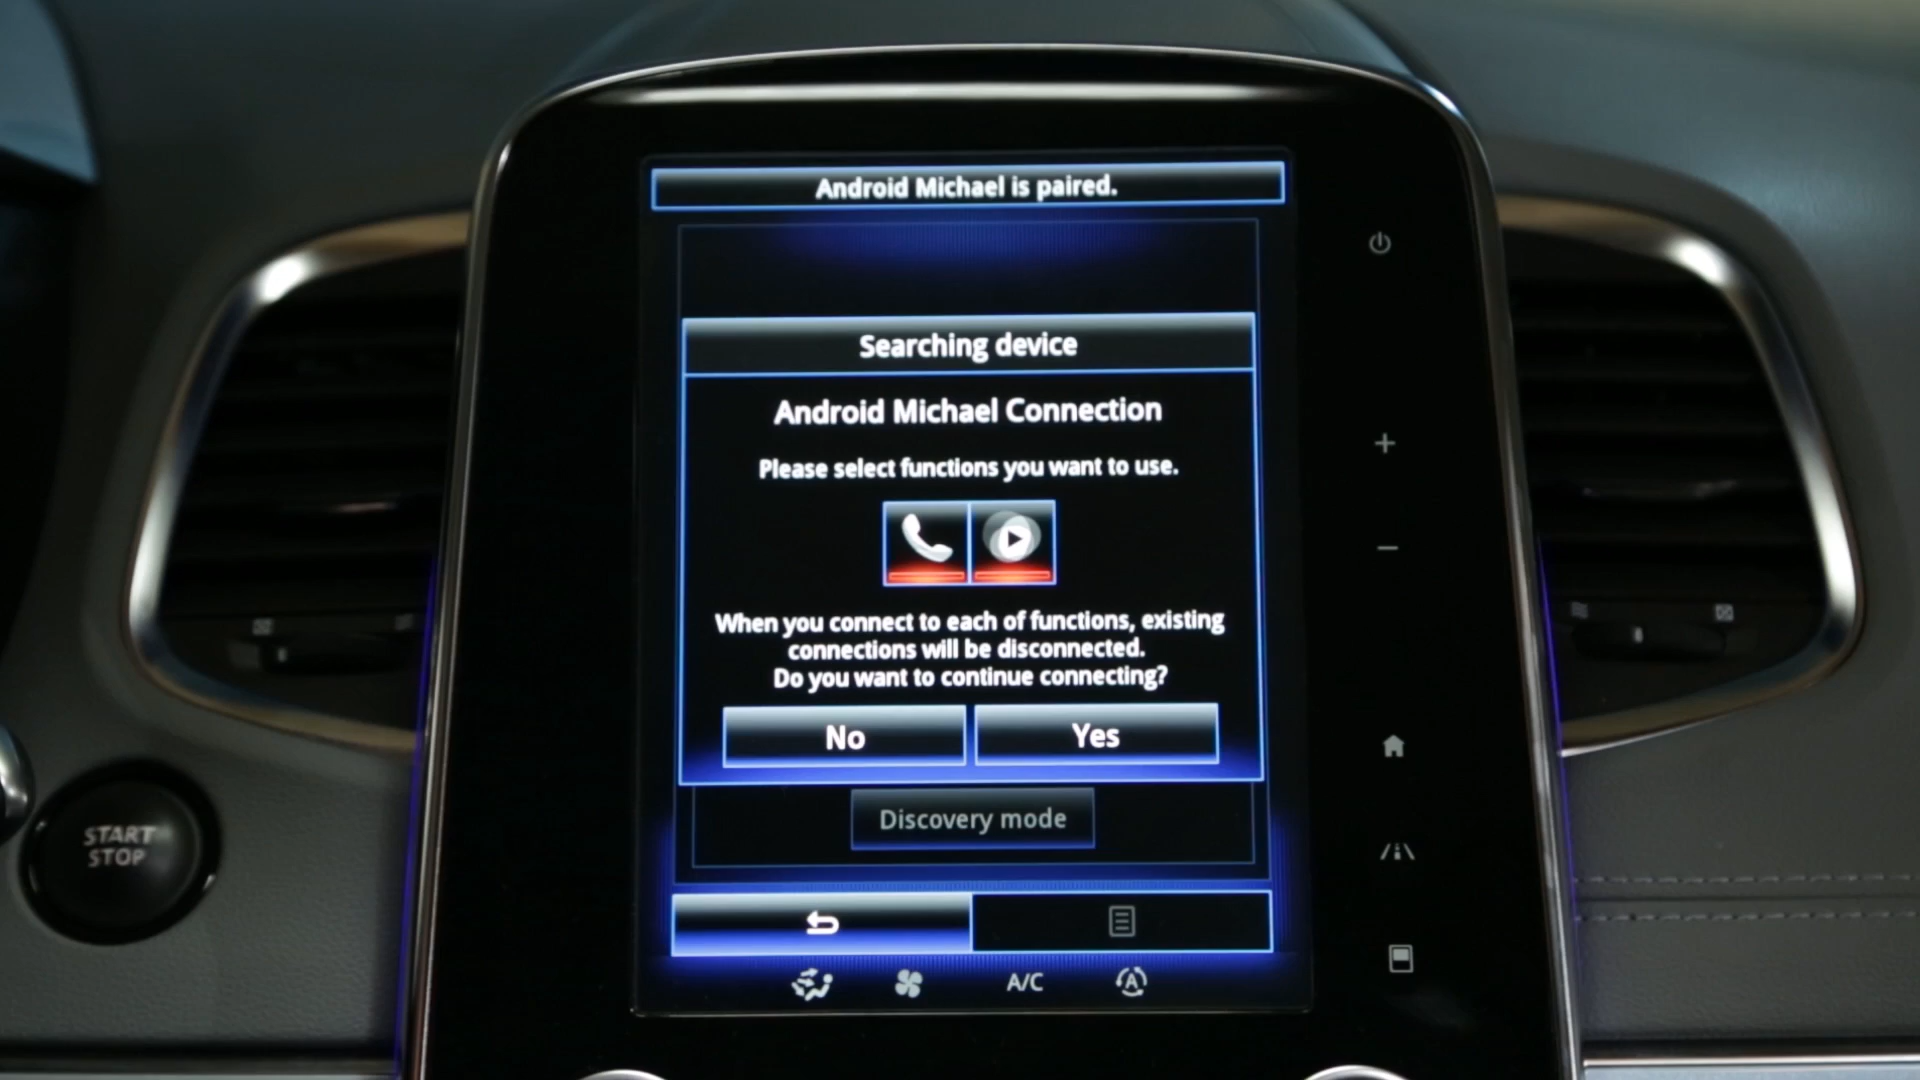 Android Michael is paired.
Searching device
Android Michael Connection
Please select functions you want to use.
When you connect to each of functions, existing
connections will be disconnected.
Do you want to continue connecting?
No
Yes
Discovery mode
START
STOP
A/C
A